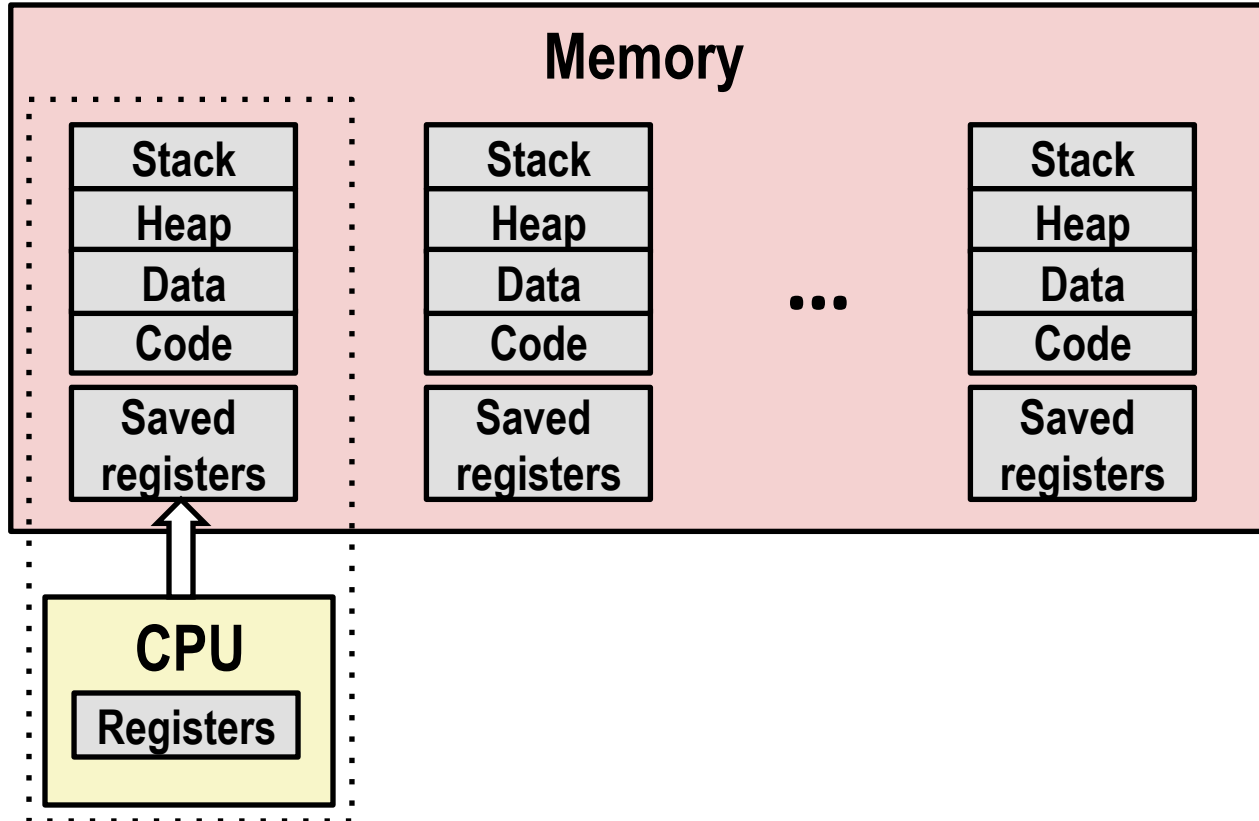 Memory
Stack
Heap
Data
Code
Saved
registers
Stack
Heap
Data
Code
Saved
registers
...
Stack
Heap
Data
Code
Saved
registers
CPU
Registers